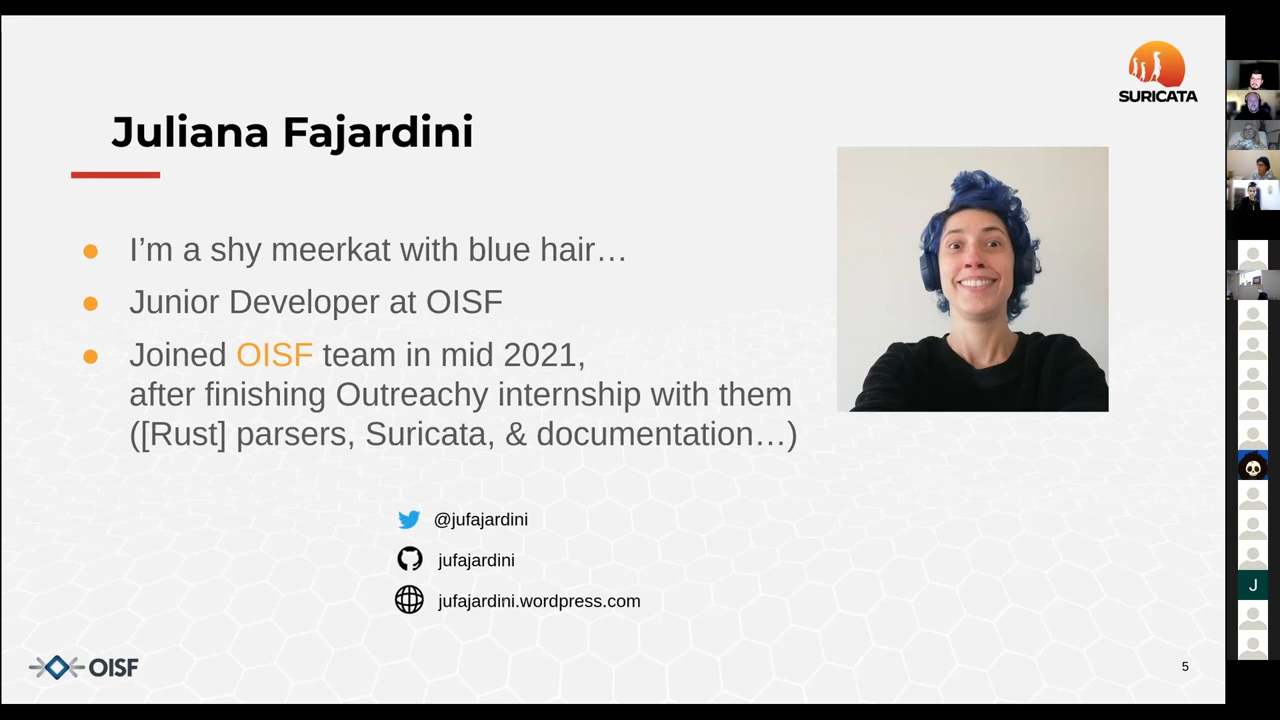 SURICATA
Juliana Fajardini
I’m a shy meerkat with blue hair…
Junior Developer at OISF
Joined OISF team in mid 2021,
after finishing Outreachy internship with them
([Rust] parsers, Suricata, & documentation…)
@jufajardini
jufajardini
jufajardini.wordpress.com
OISF
5
J